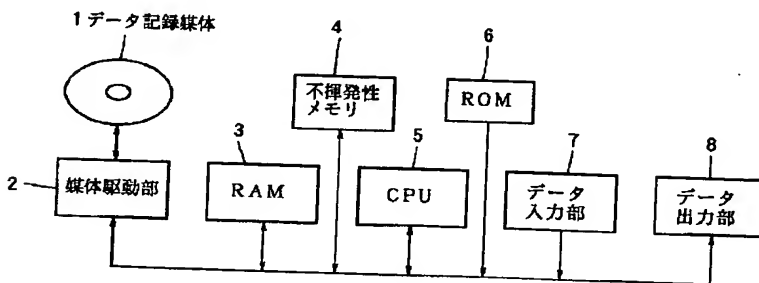 1 データ記録媒体
2
媒体駆動部
3
RAM
4
不揮発性
メモリ
5
CPU
6
ROM
7
データ
入力部
8
データ
出力部